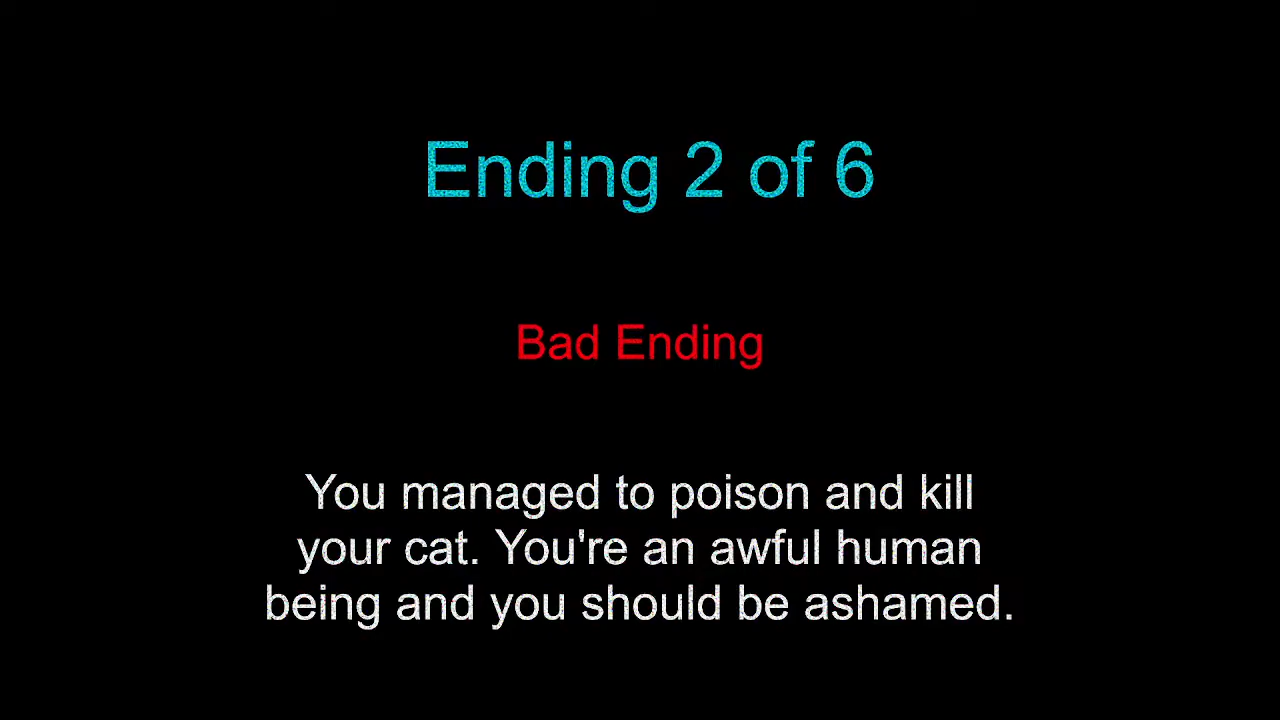 Ending 2 of 6
Bad Ending
You managed to poison and kill
your cat. You're an awful human
being and you should be ashamed.